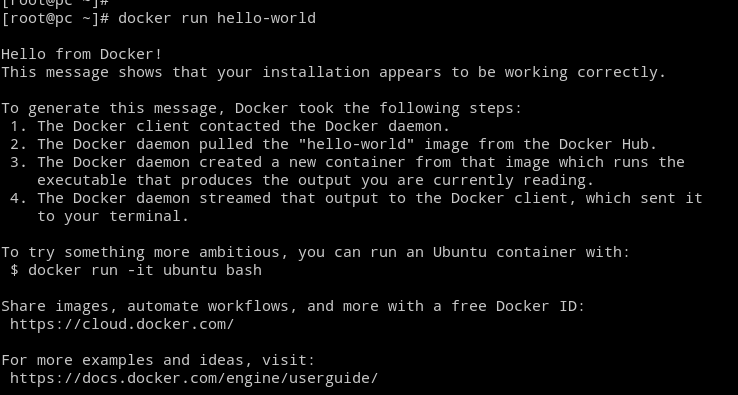 [root@pc ~]#
[root@pc ~]# docker run hello-world
Hello from Docker!
This message shows that your installation appears to be working correctly.
To generate this message, Docker took the following steps:
1. The Docker client contacted the Docker daemon.
2. The Docker daemon pulled the "hello-world" image from the Docker Hub.
3. The Docker daemon created a new container from that image which runs the
executable that produces the output you are currently reading.
4. The Docker daemon streamed that output to the Docker client, which sent it
to your terminal.
To try something more ambitious, you can run an Ubuntu container with:
$ docker run -it ubuntu bash
Share images, automate workflows, and more with a free Docker ID:
https://cloud.docker.com/
For more examples and ideas, visit:
https://docs.docker.com/engine/userguide/